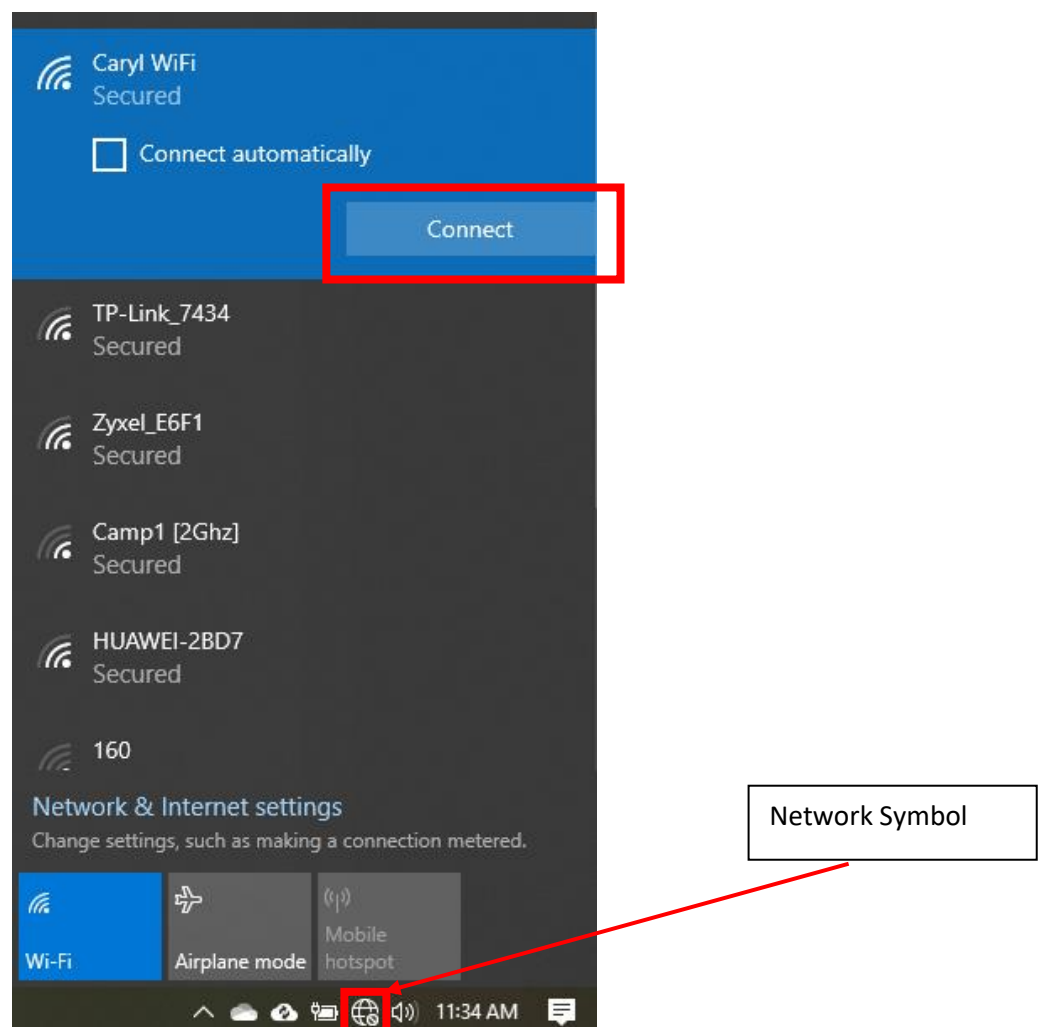 Caryl WiFi
Secured
Connect automatically
Connect
TP-Link_7434
Secured
Zyxel_E6F1
Secured
Camp1 [2Ghz]
Secured
HUAWEI-2BD7
Secured
160
Network & Internet settings
Change settings, such as making a connection metered.
Network Symbol
Wi-Fi
Airplane mode
Mobile
hotspot
11:34 AM